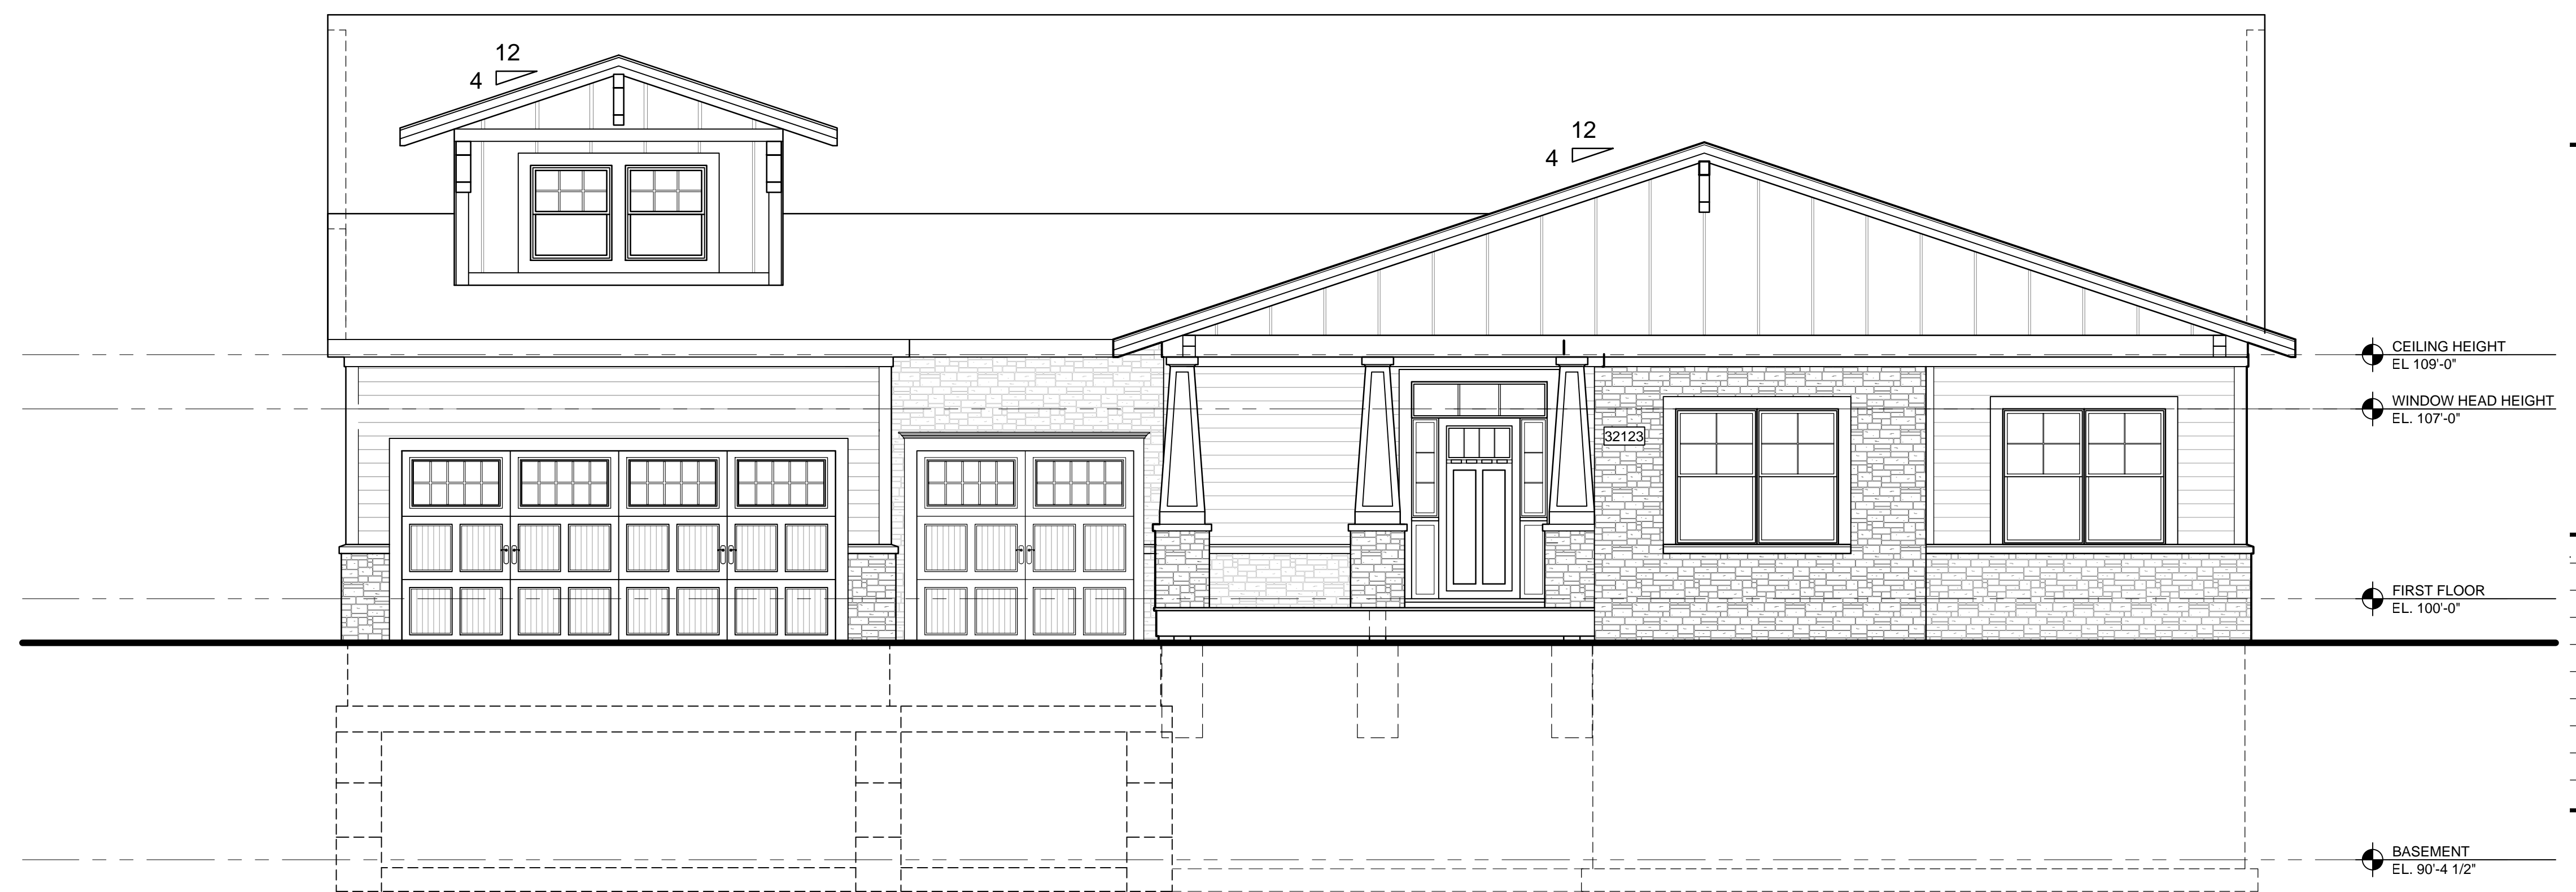 12
4
12
4
CEILING HEIGHT
EL 109'-0"
WINDOW HEAD HEIGHT
EL. 107'-0"
32123
FIRST FLOOR
EL. 100'-0"
BASEMENT
EL. 90'-4 1/2"